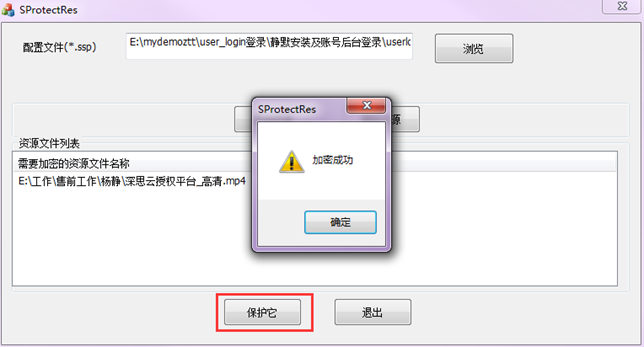 SProtectRes
配置文件(*.ssp)
E:\mydemoztt\user_login登录\静默安装及账号后台登录\userl
浏览
SProtectRes
源
资源文件列表
需要加密的资源文件名称
加密成功
E:\工作\售前工作\杨静\深思云授权平台_高清.mp4
确定
保护它
退出